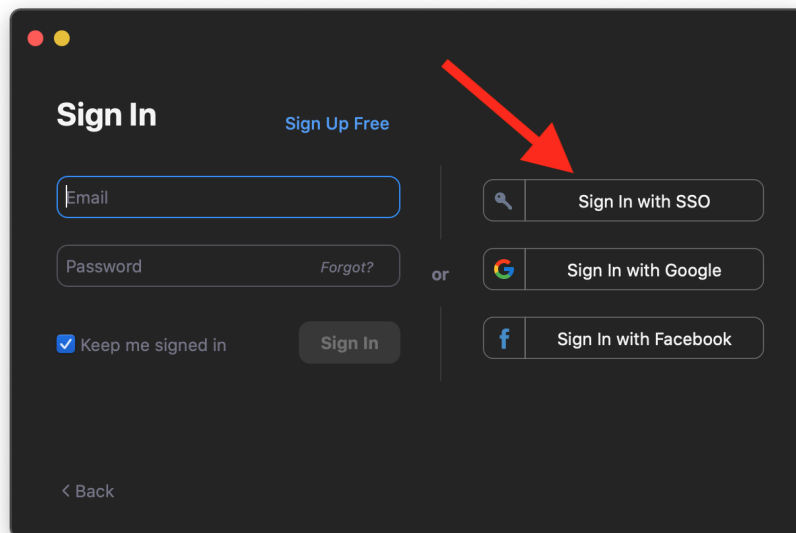 Sign In
Sign Up Free
Email
Password
Forgot?
Keep me signed in
Sign In
or
Sign In with SSO
Sign In with Google
Sign In with Facebook
< Back